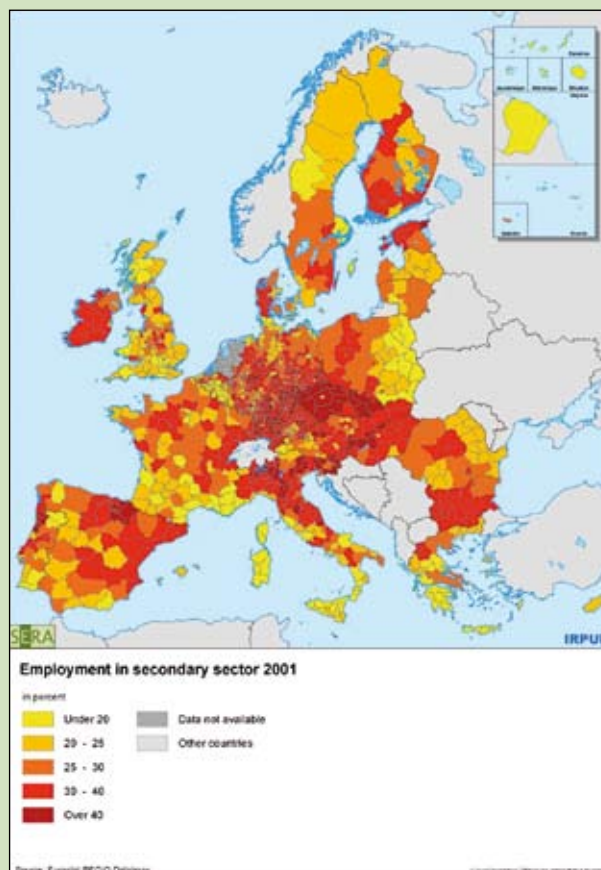 SERA
IRPUD
Employment in secondary sector 2001
in percent
Under 20
20 - 25
25 - 30
30 - 40
Over 40
Data not available
Other countries